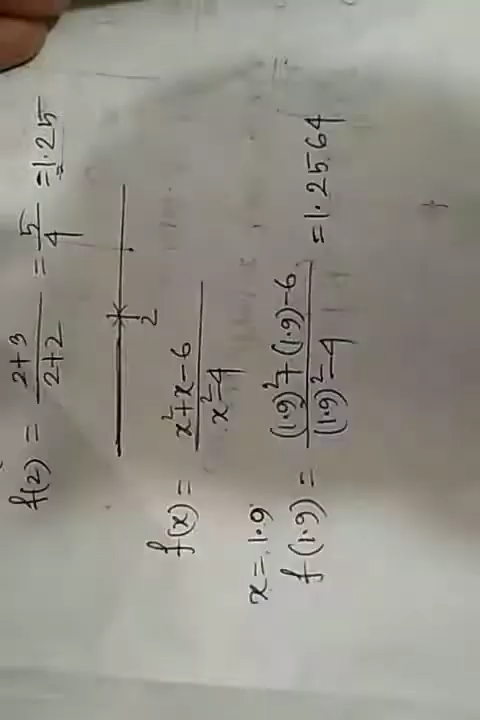 f(2) = (2+3)/(2+2) = 5/4 = 1.25
2
f(x) = (x²+x-6)/(x²-4)
x = 1.9
f(1.9) = ((1.9)²+(1.9)-6)/((1.9)²-4) = 1.2564